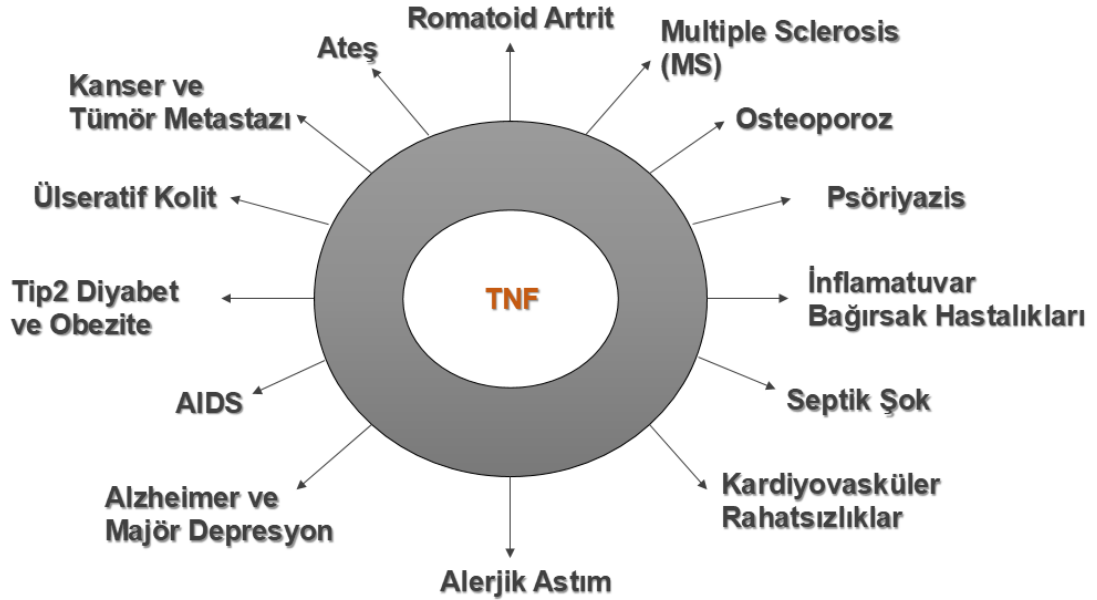 Romatoid Artrit
Multiple Sclerosis
(MS)
Osteoporoz
Psöriyazis
İnflamatuvar
Bağırsak Hastalıkları
Septik Şok
Kardiyovasküler
Rahatsızlıklar
Alerjik Astım
Alzheimer ve
Majör Depresyon
AIDS
Tip2 Diyabet
ve Obezite
Ülseratif Kolit
Kanser ve
Tümör Metastazı
Ateş
TNF